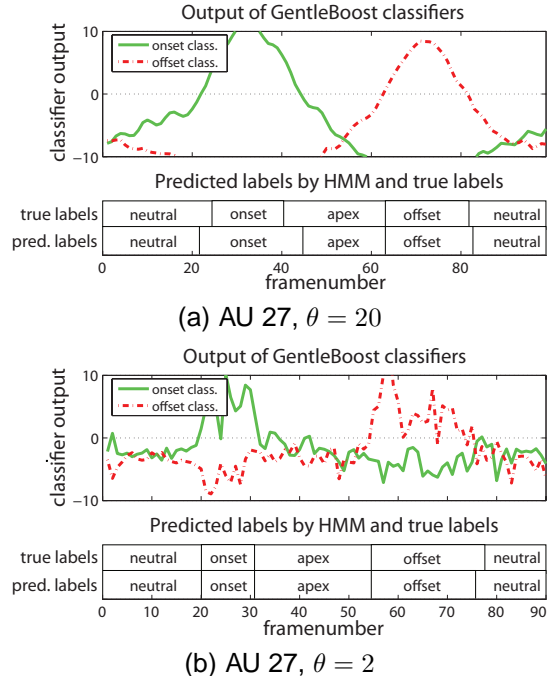 Output of GentleBoost classifiers
classifier output
10
0
−10
onset class.
offset class.
Predicted labels by HMM and true labels
true labels neutral onset apex offset neutral
pred. labels neutral onset apex offset neutral
0 20 40 60 80
framenumber
(a) AU 27, θ = 20
Output of GentleBoost classifiers
classifier output
10
0
−10
onset class.
offset class.
Predicted labels by HMM and true labels
true labels neutral onset apex offset neutral
pred. labels neutral onset apex offset neutral
0 10 20 30 40 50 60 70 80 90
framenumber
(b) AU 27, θ = 2